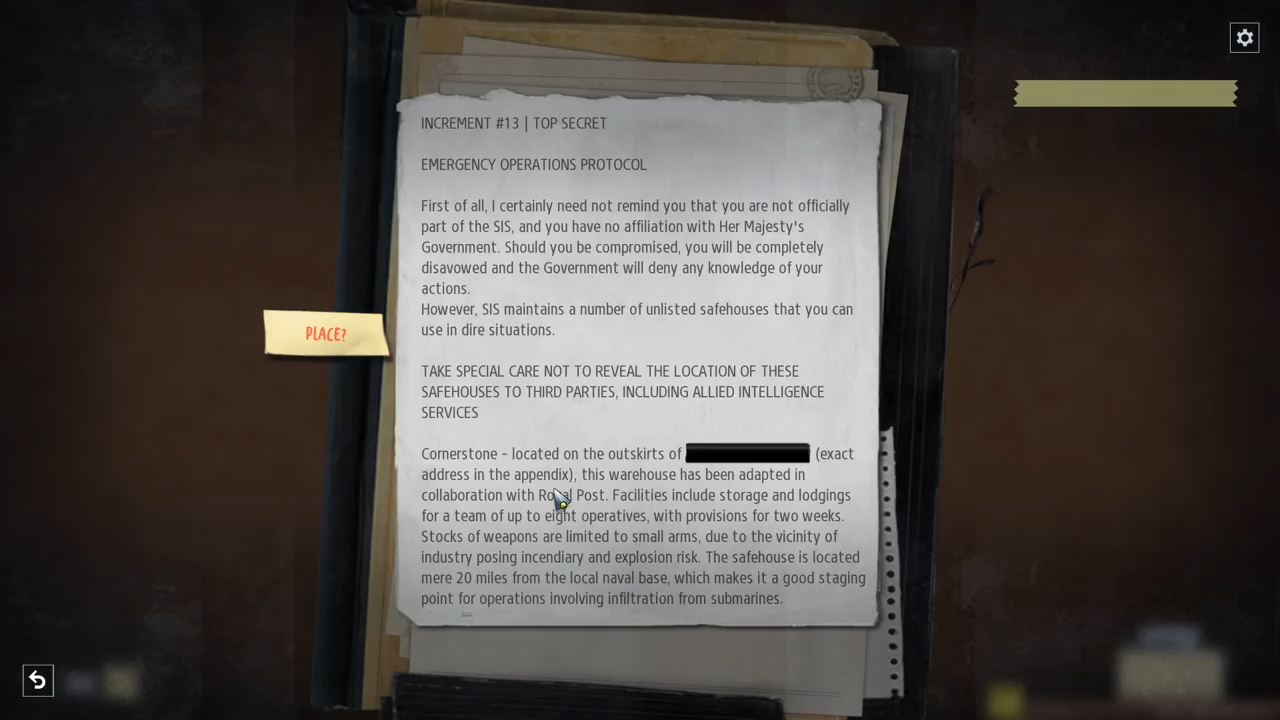 INCREMENT #13 | TOP SECRET
EMERGENCY OPERATIONS PROTOCOL
First of all, I certainly need not remind you that you are not officially
part of the SIS, and you have no affiliation with Her Majesty's
Government. Should you be compromised, you will be completely
disavowed and the Government will deny any knowledge of your
actions.
However, SIS maintains a number of unlisted safehouses that you can
use in dire situations.
PLACE?
TAKE SPECIAL CARE NOT TO REVEAL THE LOCATION OF THESE
SAFEHOUSES TO THIRD PARTIES, INCLUDING ALLIED INTELLIGENCE
SERVICES
Cornerstone - located on the outskirts of (exact
address in the appendix), this warehouse has been adapted in
collaboration with Royal Post. Facilities include storage and lodgings
for a team of up to eight operatives, with provisions for two weeks.
Stocks of weapons are limited to small arms, due to the vicinity of
industry posing incendiary and explosion risk. The safehouse is located
mere 20 miles from the local naval base, which makes it a good staging
point for operations involving infiltration from submarines.